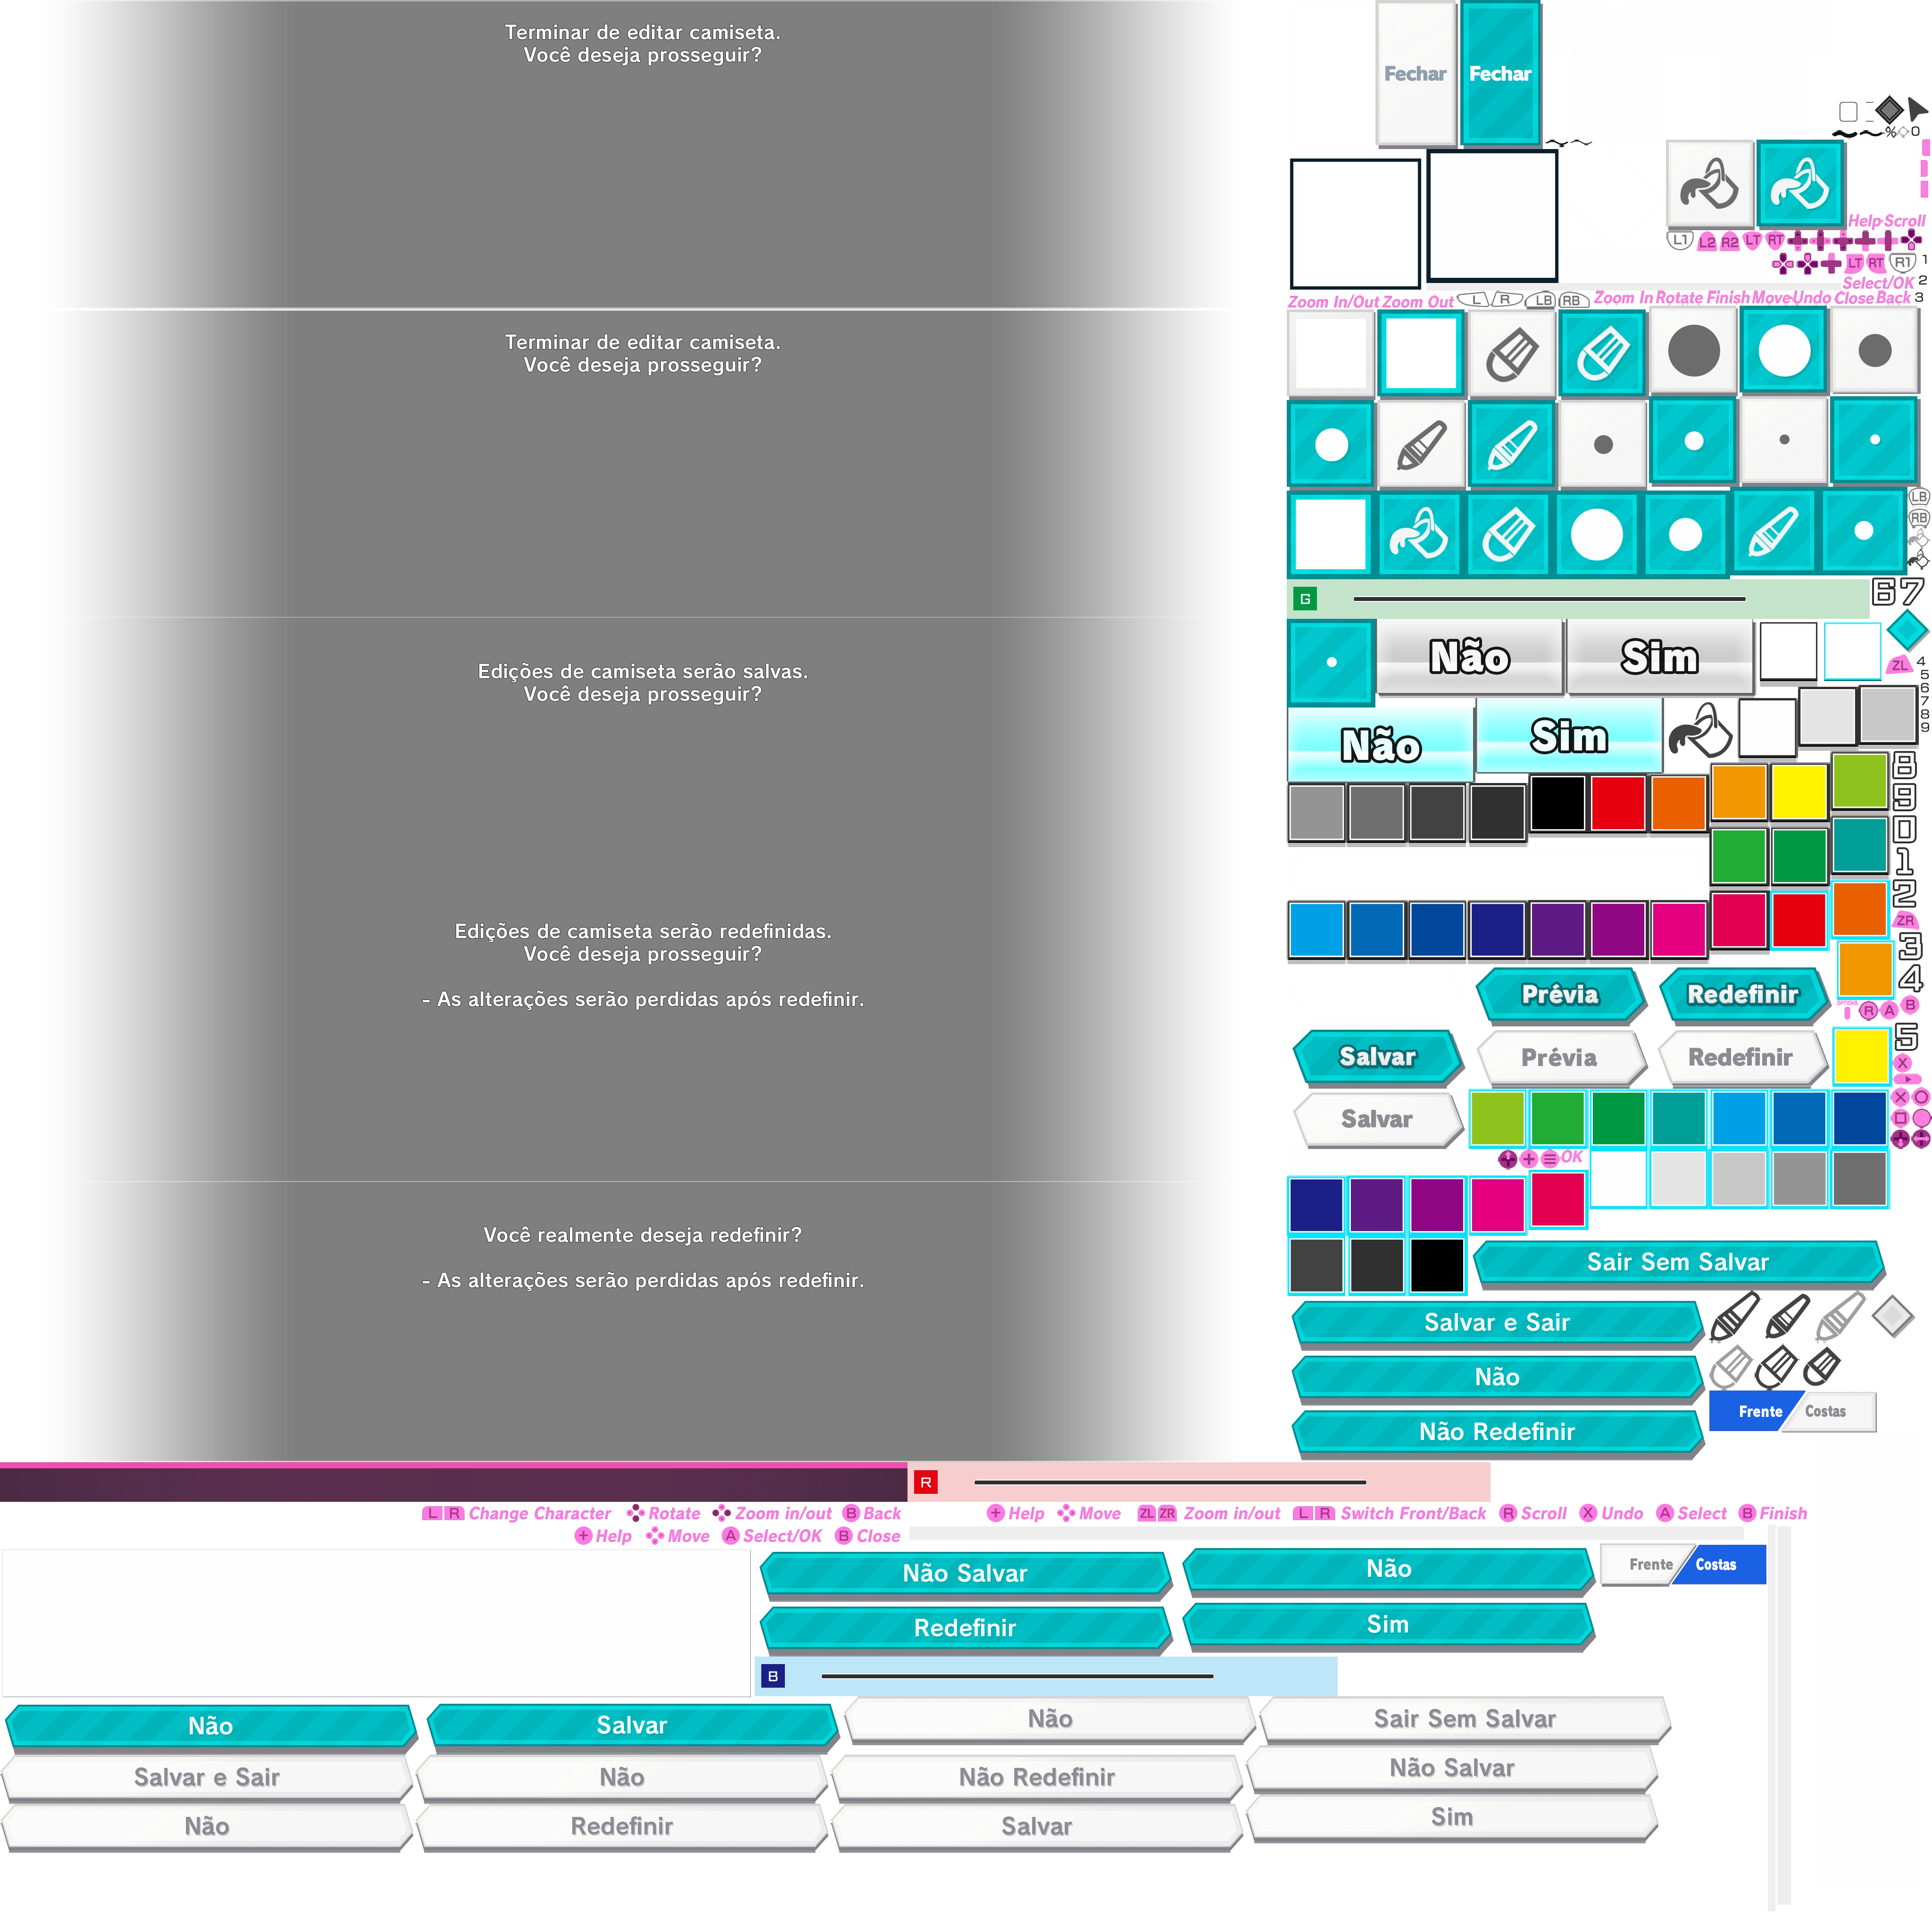 Terminar de editar camiseta.
Você deseja prosseguir?
Terminar de editar camiseta.
Você deseja prosseguir?
Edições de camiseta serão salvas.
Você deseja prosseguir?
Edições de camiseta serão redefinidas.
Você deseja prosseguir?
- As alterações serão perdidas após redefinir.
Você realmente deseja redefinir?
- As alterações serão perdidas após redefinir.
Fechar Fechar
% 0
Help Scroll
L1 L2 R2 LT RT
LT RT R1 1
Select/OK 2
Zoom In/Out Zoom Out L R LB RB Zoom In Rotate Finish Move Undo Close Back 3
LB
RB
G 67
Não Sim
ZL 4
5
6
7
8
9
Não Sim
8
9
0
1
2
ZR
3
4
Prévia Redefinir
OPTIONS R A B
5
Salvar Prévia Redefinir
X
Salvar
OK
Sair Sem Salvar
Salvar e Sair
Não
Frente Costas
Não Redefinir
R
L R Change Character Rotate Zoom in/out B Back
+ Help Move ZL ZR Zoom in/out L R Switch Front/Back R Scroll X Undo A Select B Finish
+ Help Move A Select/OK B Close
Não Salvar Não Frente Costas
Redefinir Sim
B
Não Salvar Não Sair Sem Salvar
Salvar e Sair Não Não Redefinir Não Salvar
Não Redefinir Salvar Sim